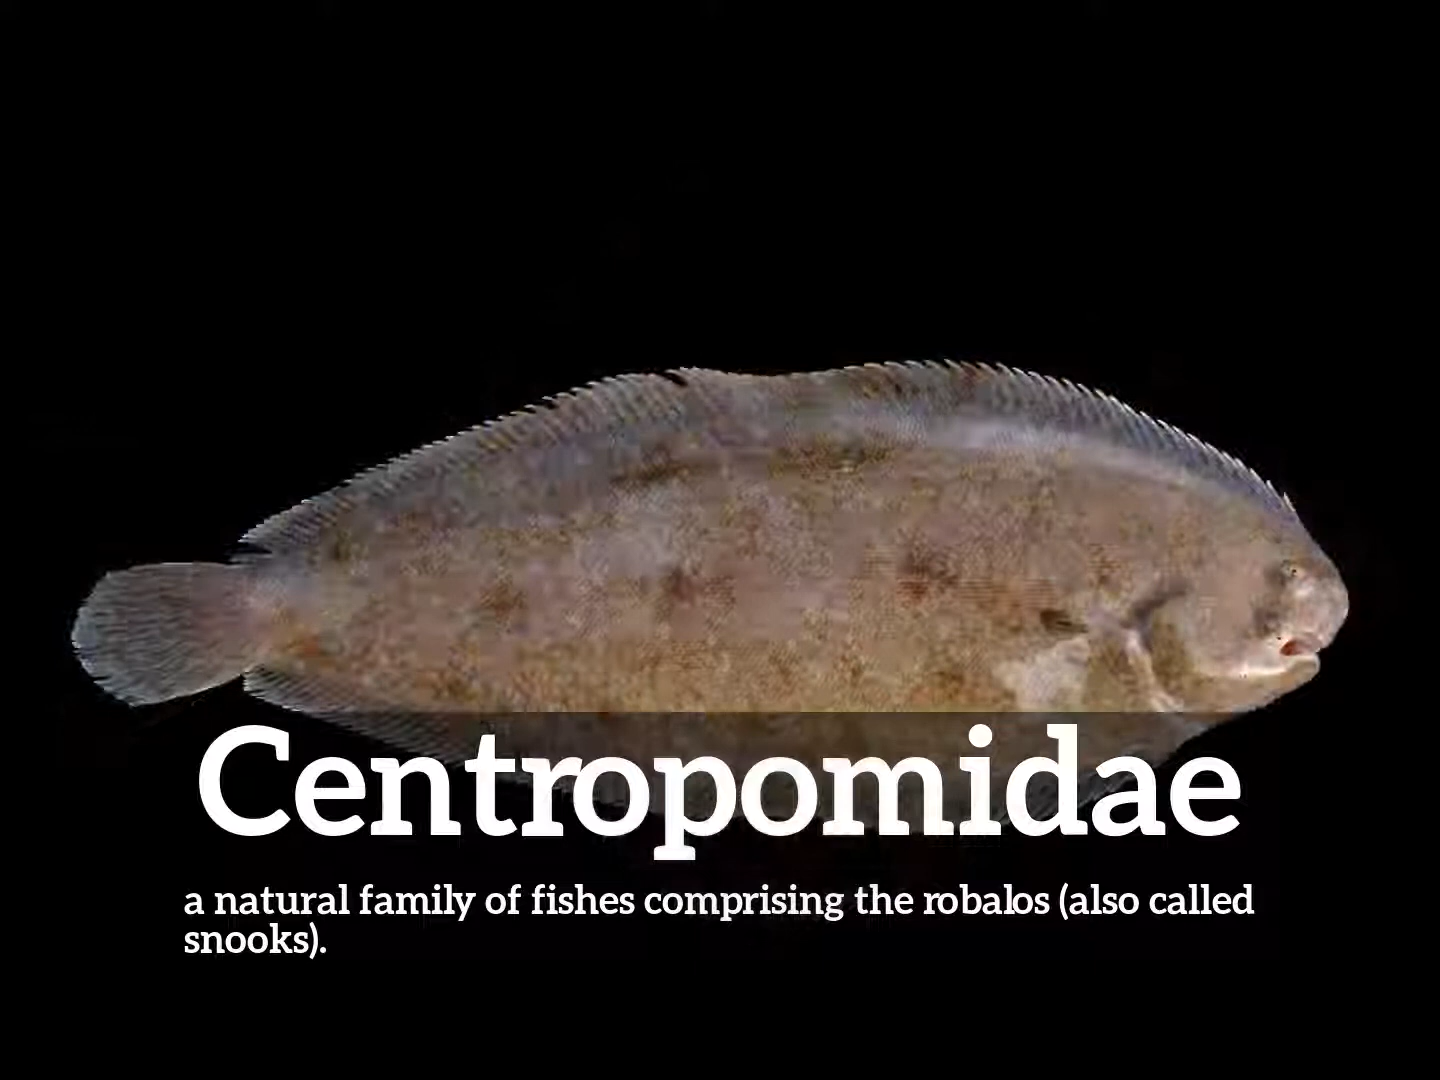 Centropomidae
a natural family of fishes comprising the robalos (also called
snooks).